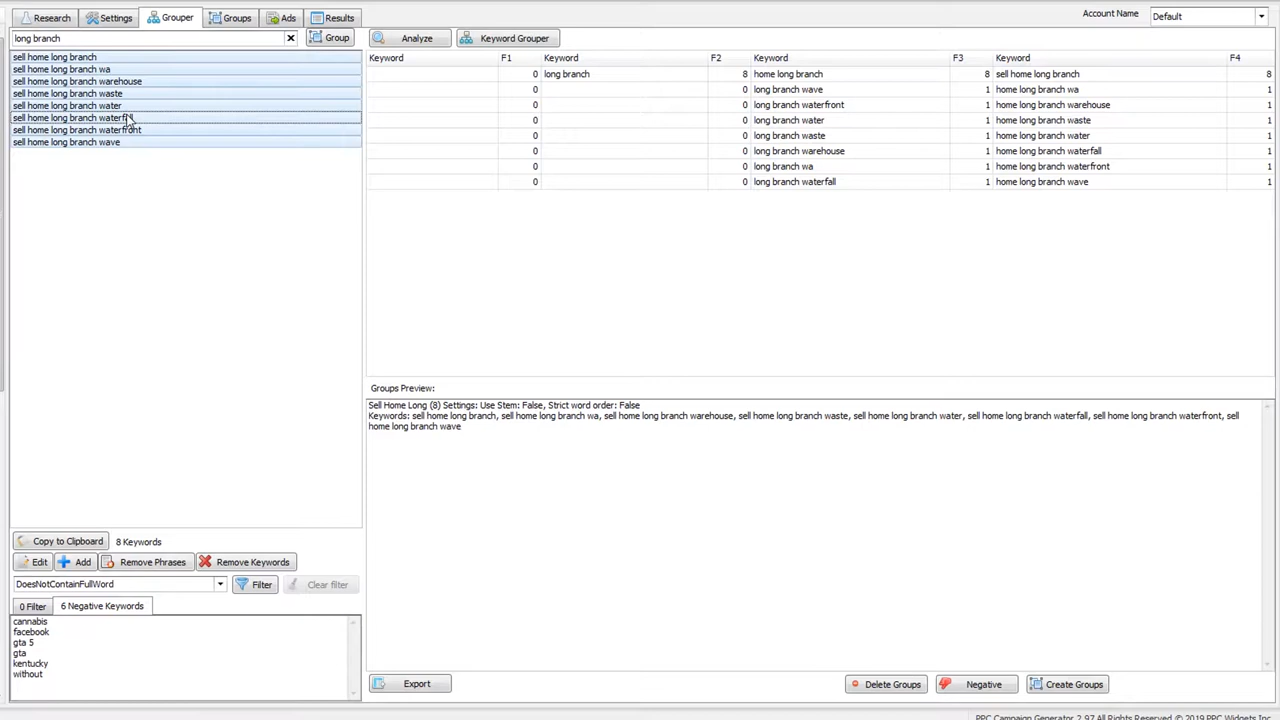 Research Settings Grouper Groups Ads Results Account Name Default
long branch Group Analyze Keyword Grouper
sell home long branch
sell home long branch wa
sell home long branch warehouse
sell home long branch waste
sell home long branch water
sell home long branch waterfall
sell home long branch waterfront
sell home long branch wave
Keyword F1 Keyword F2 Keyword F3 Keyword F4
0 long branch 8 home long branch 8 sell home long branch 8
0 0 long branch wave 1 home long branch wa 1
0 0 long branch waterfront 1 home long branch warehouse 1
0 0 long branch water 1 home long branch waste 1
0 0 long branch waste 1 home long branch water 1
0 0 long branch warehouse 1 home long branch waterfall 1
0 0 long branch wa 1 home long branch waterfront 1
0 0 long branch waterfall 1 home long branch wave 1
Groups Preview:
Sell Home Long (8) Settings: Use Stem: False, Strict word order: False
Keywords: sell home long branch, sell home long branch wa, sell home long branch warehouse, sell home long branch waste, sell home long branch water, sell home long branch waterfall, sell home long branch waterfront, sell
home long branch wave
Copy to Clipboard 8 Keywords
Edit Add Remove Phrases Remove Keywords
DoesNotContainFullWord Filter Clear filter
0 Filter 6 Negative Keywords
cannabis
facebook
gta 5
gta
kentucky
without
Export Delete Groups Negative Create Groups
PPC Campaign Generator 2.97 All Rights Reserved © 2019 PPC Widgets Inc